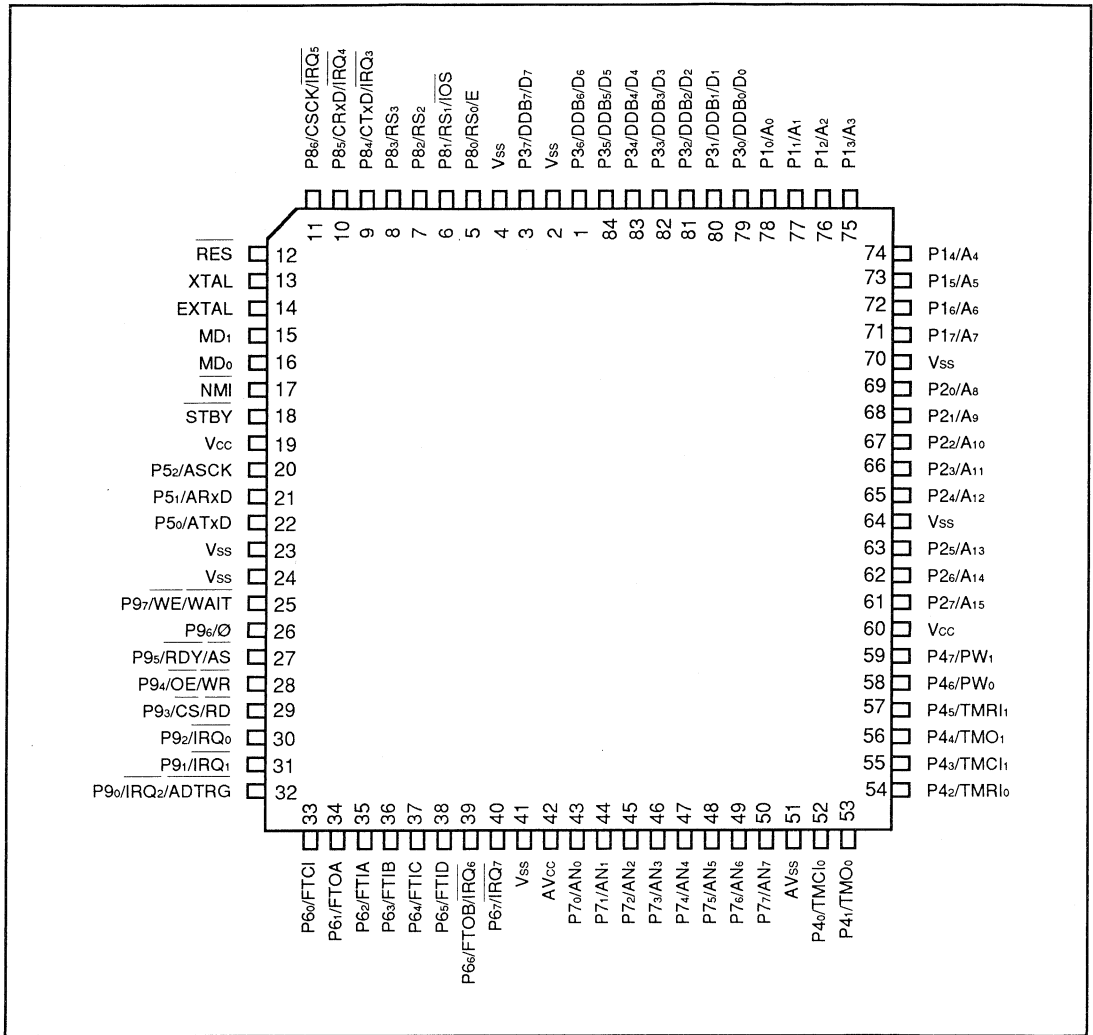 P8₆/CSCK/IRQ₅
P8₅/CRxD/IRQ₄
P8₄/CTxD/IRQ₃
P8₃/RS₃
P8₂/RS₂
P8₁/RS₁/IOS
P8₀/RS₀/E
Vss
P3₇/DDB₇/D₇
Vss
P3₆/DDB₆/D₆
P3₅/DDB₅/D₅
P3₄/DDB₄/D₄
P3₃/DDB₃/D₃
P3₂/DDB₂/D₂
P3₁/DDB₁/D₁
P3₀/DDB₀/D₀
P1₀/A₀
P1₁/A₁
P1₂/A₂
P1₃/A₃
11 10 9 8 7 6 5 4 3 2 1 84 83 82 81 80 79 78 77 76 75
RES 12
XTAL 13
EXTAL 14
MD₁ 15
MD₀ 16
NMI 17
STBY 18
Vcc 19
P5₂/ASCK 20
P5₁/ARxD 21
P5₀/ATxD 22
Vss 23
Vss 24
P9₇/WE/WAIT 25
P9₆/Ø 26
P9₅/RDY/AS 27
P9₄/OE/WR 28
P9₃/CS/RD 29
P9₂/IRQ₀ 30
P9₁/IRQ₁ 31
P9₀/IRQ₂/ADTRG 32
74 P1₄/A₄
73 P1₅/A₅
72 P1₆/A₆
71 P1₇/A₇
70 Vss
69 P2₀/A₈
68 P2₁/A₉
67 P2₂/A₁₀
66 P2₃/A₁₁
65 P2₄/A₁₂
64 Vss
63 P2₅/A₁₃
62 P2₆/A₁₄
61 P2₇/A₁₅
60 Vcc
59 P4₇/PW₁
58 P4₆/PW₀
57 P4₅/TMRI₁
56 P4₄/TMO₁
55 P4₃/TMCI₁
54 P4₂/TMRI₀
33 34 35 36 37 38 39 40 41 42 43 44 45 46 47 48 49 50 51 52 53
P6₀/FTCI
P6₁/FTOA
P6₂/FTIA
P6₃/FTIB
P6₄/FTIC
P6₅/FTID
P6₆/FTOB/IRQ₆
P6₇/IRQ₇
Vss
AVcc
P7₀/AN₀
P7₁/AN₁
P7₂/AN₂
P7₃/AN₃
P7₄/AN₄
P7₅/AN₅
P7₆/AN₆
P7₇/AN₇
AVss
P4₀/TMCI₀
P4₁/TMO₀